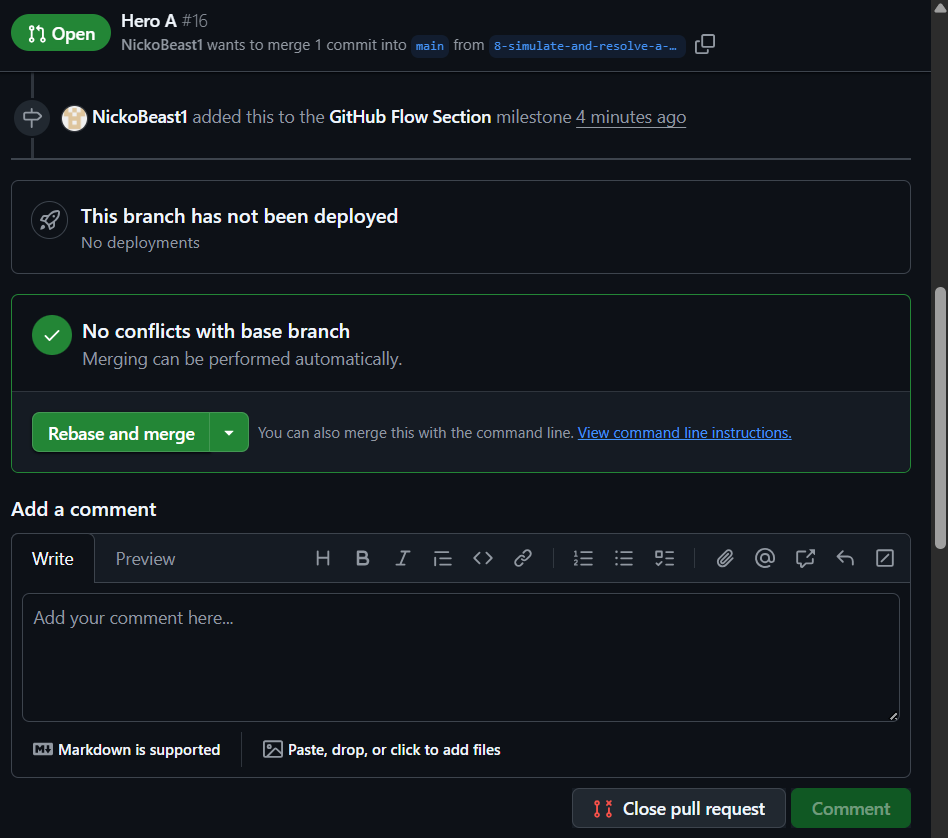 Open
Hero A #16
NickoBeast1 wants to merge 1 commit into main from 8-simulate-and-resolve-a-…
NickoBeast1 added this to the GitHub Flow Section milestone 4 minutes ago
This branch has not been deployed
No deployments
No conflicts with base branch
Merging can be performed automatically.
Rebase and merge
You can also merge this with the command line. View command line instructions.
Add a comment
Write
Preview
Add your comment here...
Markdown is supported
Paste, drop, or click to add files
Close pull request
Comment